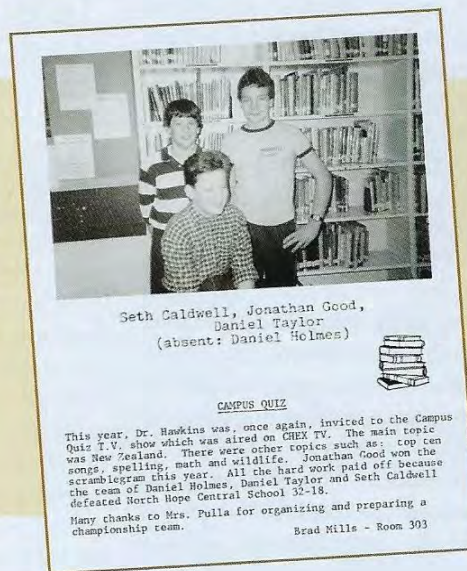 Seth Caldwell, Jonathan Good,
Daniel Taylor
(absent: Daniel Holmes)
CAMPUS QUIZ
This year, Dr. Hawkins was, once again, invited to the Campus
Quiz T.V. show which was aired on CHEX TV. The main topic
was New Zealand. There were other topics such as: top ten
songs, spelling, math and wildlife. Jonathan Good won the
scramblegram this year. All the hard work paid off because
the team of Daniel Holmes, Daniel Taylor and Seth Caldwell
defeated North Hope Central School 32-18.
Many thanks to Mrs. Pulla for organizing and preparing a
championship team.
Brad Mills - Room 303